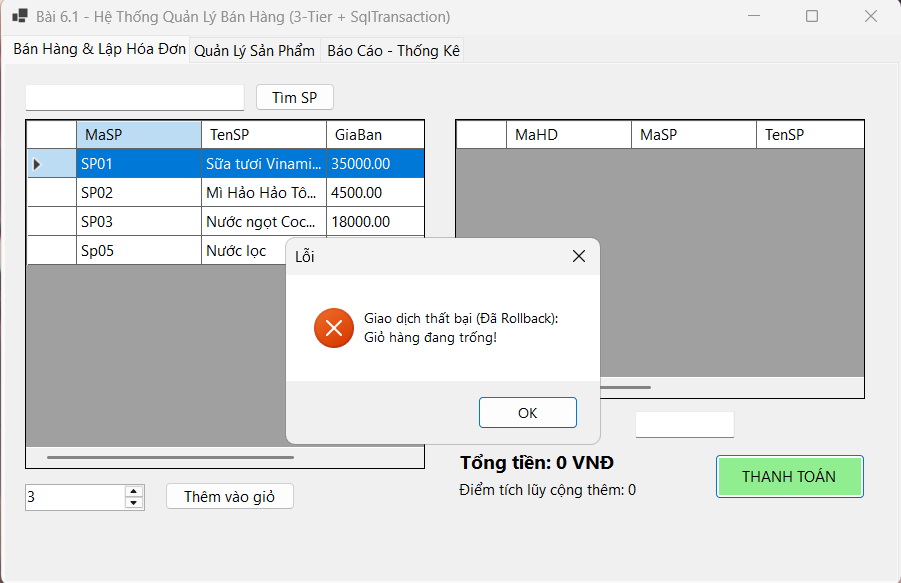 Bài 6.1 - Hệ Thống Quản Lý Bán Hàng (3-Tier + SqlTransaction)
Bán Hàng & Lập Hóa Đơn Quản Lý Sản Phẩm Báo Cáo - Thống Kê
Tìm SP
MaSP TenSP GiaBan
SP01 Sữa tươi Vinami... 35000.00
SP02 Mì Hảo Hảo Tô... 4500.00
SP03 Nước ngọt Coc... 18000.00
Sp05 Nước lọc
MaHD MaSP TenSP
Lỗi
Giao dịch thất bại (Đã Rollback):
Giỏ hàng đang trống!
OK
Tổng tiền: 0 VNĐ
Điểm tích lũy cộng thêm: 0
THANH TOÁN
3
Thêm vào giỏ